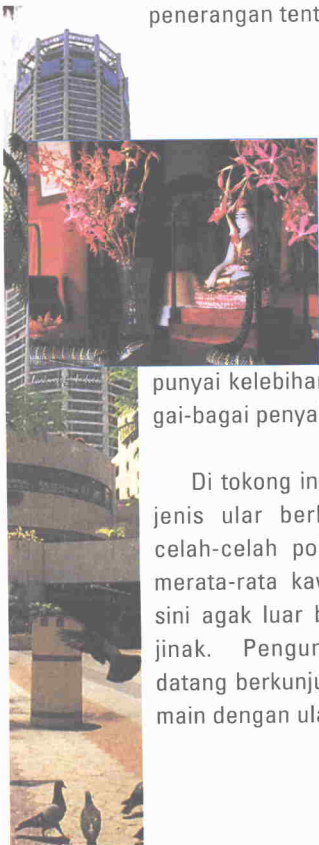 penerangan tent
punyai kelebihan
gai-bagai penya
Di tokong in
jenis ular berl
celah-celah po
merata-rata kaw
sini agak luar b
jinak. Pengun
datang berkunju
main dengan ula